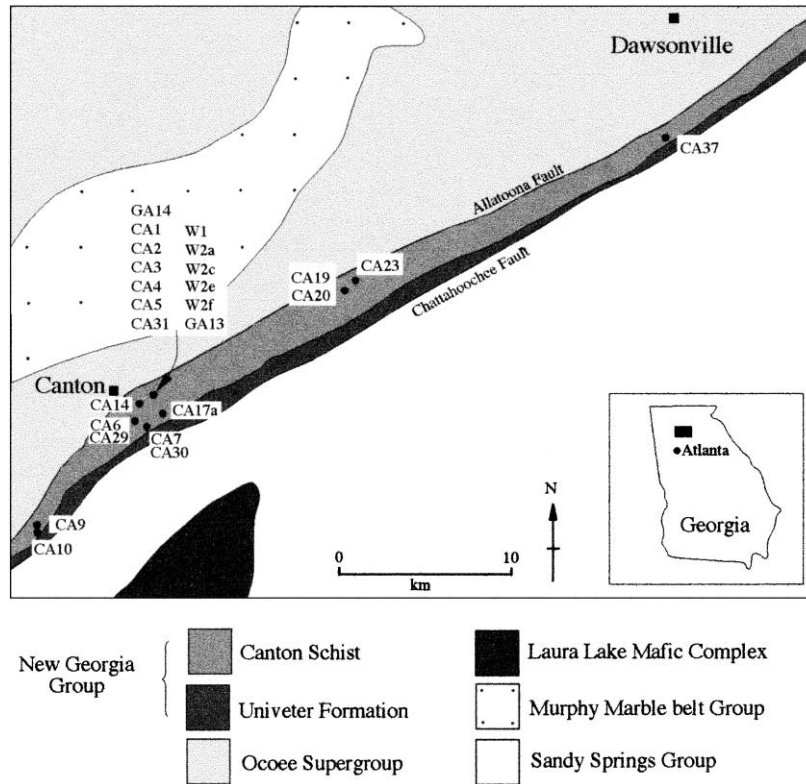 Dawsonville
CA37
Allatoona Fault
GA14
CA1 W1
CA2 W2a
CA3 W2c
CA4 W2e
CA5 W2f
CA31 GA13
CA23
CA19
CA20
Chattahoochee Fault
Canton
CA14
CA17a
CA6
CA29
CA7
CA30
CA9
CA10
N
0 10
km
Atlanta
Georgia
New Georgia
Group
Canton Schist
Univeter Formation
Ocoee Supergroup
Laura Lake Mafic Complex
Murphy Marble belt Group
Sandy Springs Group